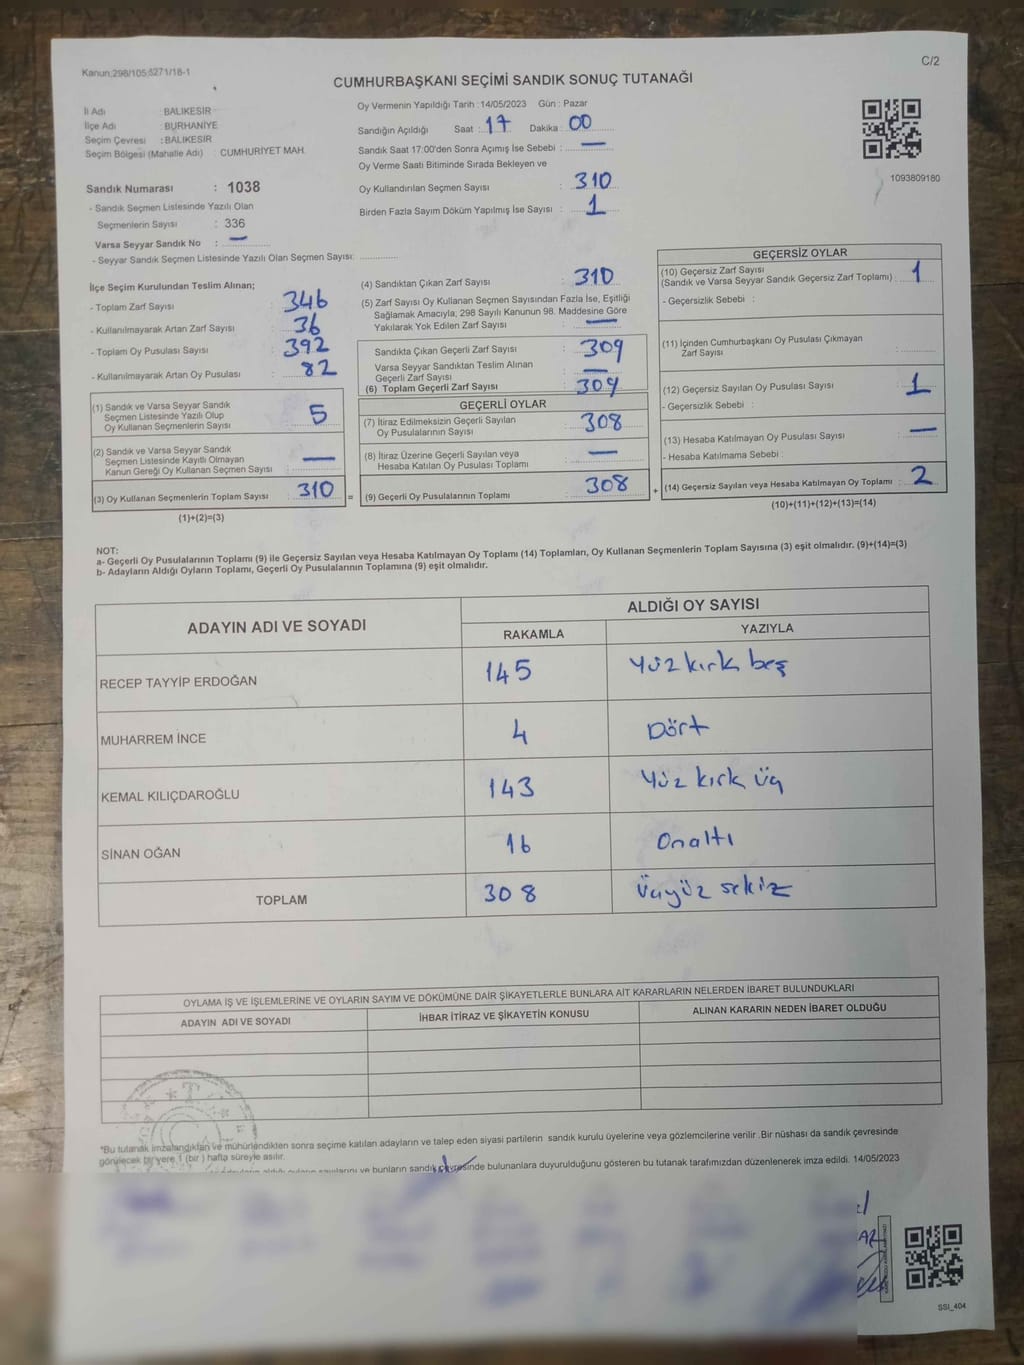 Kanun;298/105;5271/16-1
C/2
CUMHURBAŞKANI SEÇİMİ SANDIK SONUÇ TUTANAĞI
İl Adı : BALIKESİR
İlçe Adı : BURHANİYE
Seçim Çevresi : BALIKESİR
Seçim Bölgesi (Mahalle Adı) : CUMHURİYET MAH.
Sandık Numarası : 1038
- Sandık Seçmen Listesinde Yazılı Olan
Seçmenlerin Sayısı : 336
Varsa Seyyar Sandık No : —
- Seyyar Sandık Seçmen Listesinde Yazılı Olan Seçmen Sayısı:
Oy Vermenin Yapıldığı Tarih :14/05/2023 Gün : Pazar
Sandığın Açıldığı Saat : 17 Dakika : 00
Sandık Saat 17:00'den Sonra Açımış İse Sebebi : —
Oy Verme Saati Bitiminde Sırada Bekleyen ve
Oy Kullandırılan Seçmen Sayısı : 310
Birden Fazla Sayım Döküm Yapılmış İse Sayısı : 1
1093809180
İlçe Seçim Kurulundan Teslim Alınan;
- Toplam Zarf Sayısı : 346
- Kullanılmayarak Artan Zarf Sayısı : 36
- Toplam Oy Pusulası Sayısı : 392
- Kullanılmayarak Artan Oy Pusulası : 82
(1) Sandık ve Varsa Seyyar Sandık
Seçmen Listesinde Yazılı Olup
Oy Kullanan Seçmenlerin Sayısı : 5
(2) Sandık ve Varsa Seyyar Sandık
Seçmen Listesinde Kayıtlı Olmayan
Kanun Gereği Oy Kullanan Seçmen Sayısı : —
(3) Oy Kullanan Seçmenlerin Toplam Sayısı : 310
(1)+(2)=(3)
(4) Sandıktan Çıkan Zarf Sayısı : 310
(5) Zarf Sayısı Oy Kullanan Seçmen Sayısından Fazla İse, Eşitliği
Sağlamak Amacıyla, 298 Sayılı Kanunun 98. Maddesine Göre
Yakılarak Yok Edilen Zarf Sayısı : —
Sandıkta Çıkan Geçerli Zarf Sayısı : 309
Varsa Seyyar Sandıktan Teslim Alınan
Geçerli Zarf Sayısı : —
(6) Toplam Geçerli Zarf Sayısı : 309
GEÇERLİ OYLAR
(7) İtiraz Edilmeksizin Geçerli Sayılan
Oy Pusulalarının Sayısı : 308
(8) İtiraz Üzerine Geçerli Sayılan veya
Hesaba Katılan Oy Pusulası Toplamı : —
= (9) Geçerli Oy Pusulalarının Toplamı : 308
GEÇERSİZ OYLAR
(10) Geçersiz Zarf Sayısı
(Sandık ve Varsa Seyyar Sandık Geçersiz Zarf Toplamı) : 1
- Geçersizlik Sebebi :
(11) İçinden Cumhurbaşkanı Oy Pusulası Çıkmayan
Zarf Sayısı :
(12) Geçersiz Sayılan Oy Pusulası Sayısı : 1
- Geçersizlik Sebebi :
(13) Hesaba Katılmayan Oy Pusulası Sayısı : —
- Hesaba Katılmama Sebebi :
+ (14) Geçersiz Sayılan veya Hesaba Katılmayan Oy Toplamı : 2
(10)+(11)+(12)+(13)=(14)
NOT:
a- Geçerli Oy Pusulalarının Toplamı (9) ile Geçersiz Sayılan veya Hesaba Katılmayan Oy Toplamı (14) Toplamları, Oy Kullanan Seçmenlerin Toplam Sayısına (3) eşit olmalıdır. (9)+(14)=(3)
b- Adayların Aldığı Oyların Toplamı, Geçerli Oy Pusulalarının Toplamına (9) eşit olmalıdır.
ADAYIN ADI VE SOYADI
ALDIĞI OY SAYISI
RAKAMLA YAZIYLA
RECEP TAYYİP ERDOĞAN 145 Yüz kırk beş
MUHARREM İNCE 4 Dört
KEMAL KILIÇDAROĞLU 143 Yüz kırk üç
SİNAN OĞAN 16 Onaltı
TOPLAM 308 Üçyüz sekiz
OYLAMA İŞ VE İŞLEMLERİNE VE OYLARIN SAYIM VE DÖKÜMÜNE DAİR ŞİKAYETLERLE BUNLARA AİT KARARLARIN NELERDEN İBARET BULUNDUKLARI
ADAYIN ADI VE SOYADI İHBAR İTİRAZ VE ŞİKAYETİN KONUSU ALINAN KARARIN NEDEN İBARET OLDUĞU
*Bu tutanak imzalandıktan ve mühürlendikten sonra seçime katılan adayların ve talep eden siyasi partilerin sandık kurulu üyelerine veya gözlemcilerine verilir .Bir nüshası da sandık çevresinde
görülecek bir yere 1 (bir ) hafta süreyle asılır.
ve bunların sandık çevresinde bulunanlara duyurulduğunu gösteren bu tutanak tarafımızdan düzenlenerek imza edildi. 14/05/2023
SSI_404